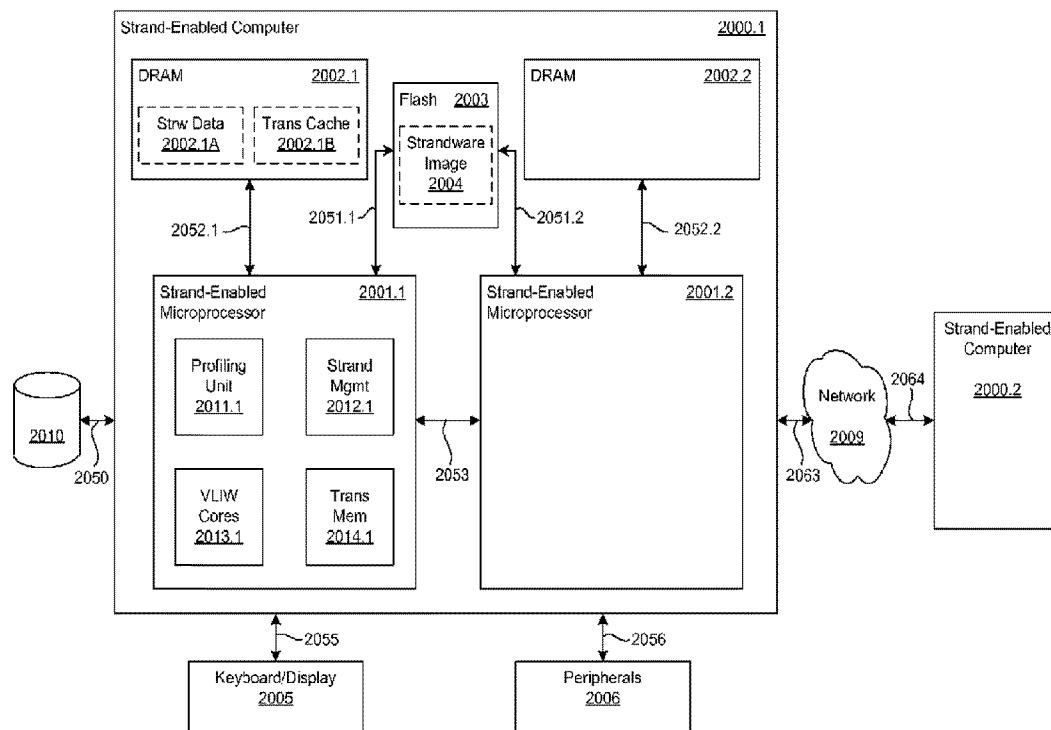 Strand-Enabled Computer
2000.1
DRAM
2002.1
Strw Data
2002.1A
Trans Cache
2002.1B
Flash
2003
Strandware
Image
2004
DRAM
2002.2
2052.1
2051.1
2051.2
2052.2
Strand-Enabled
Microprocessor
2001.1
Profiling
Unit
2011.1
Strand
Mgmt
2012.1
VLIW
Cores
2013.1
Trans
Mem
2014.1
Strand-Enabled
Microprocessor
2001.2
2010
2050
2053
2063
Network
2009
2064
Strand-Enabled
Computer
2000.2
2055
2056
Keyboard/Display
2005
Peripherals
2006